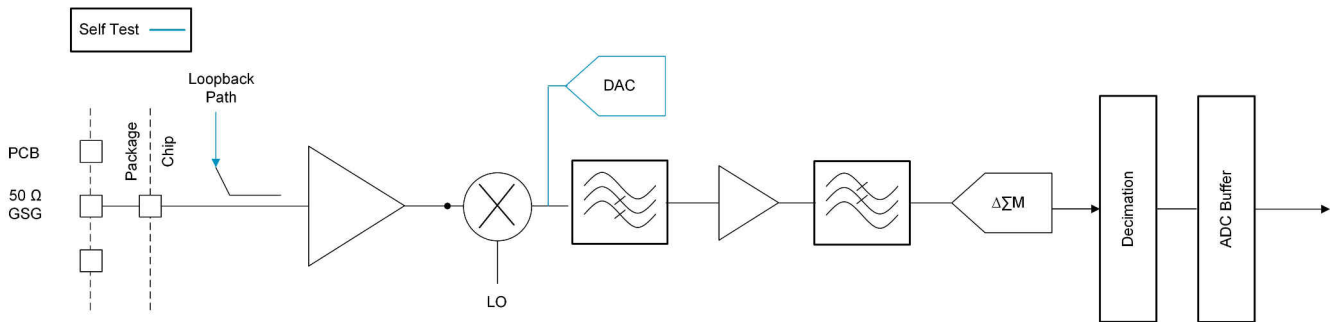 Self Test
Loopback
Path
DAC
PCB
Package
Chip
50 Ω
GSG
ΔΣM
Decimation
ADC Buffer
LO